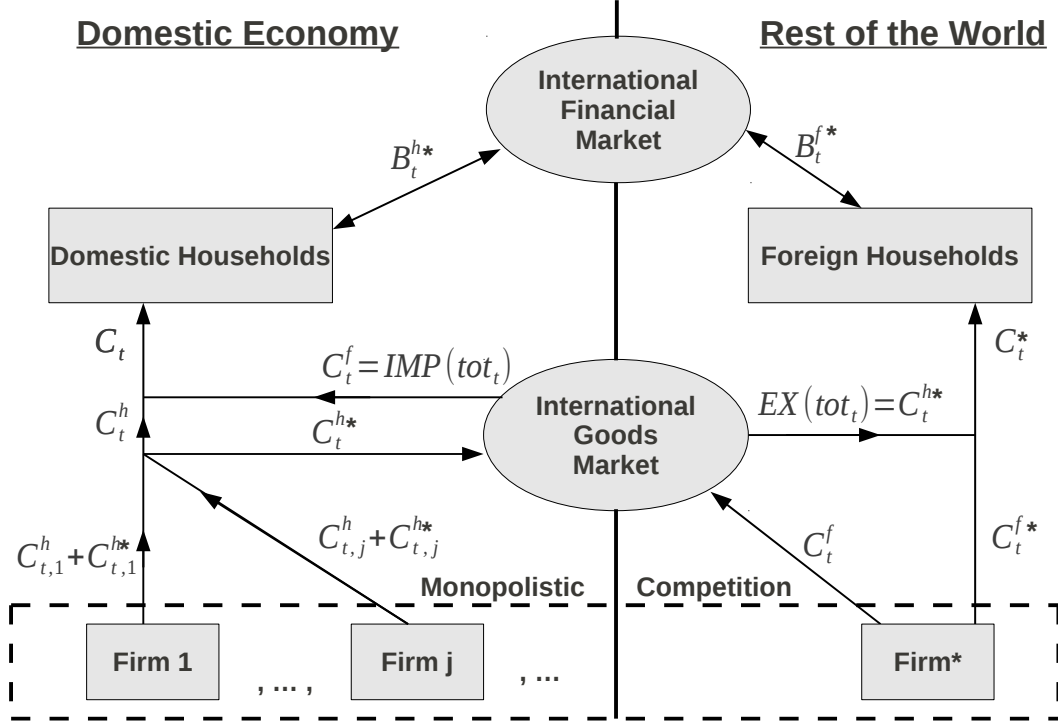 Domestic Economy
Rest of the World
International
Financial
Market
B_t^{h*}
B_t^{f*}
Domestic Households
Foreign Households
C_t
C_t^f = IMP(tot_t)
C_t^*
International
Goods
Market
EX(tot_t) = C_t^{h*}
C_t^h
C_t^{h*}
C_{t,1}^h + C_{t,1}^{h*}
C_{t,j}^h + C_{t,j}^{h*}
C_t^f
C_t^{f*}
Monopolistic
Competition
Firm 1
, ... ,
Firm j
, ...
Firm*